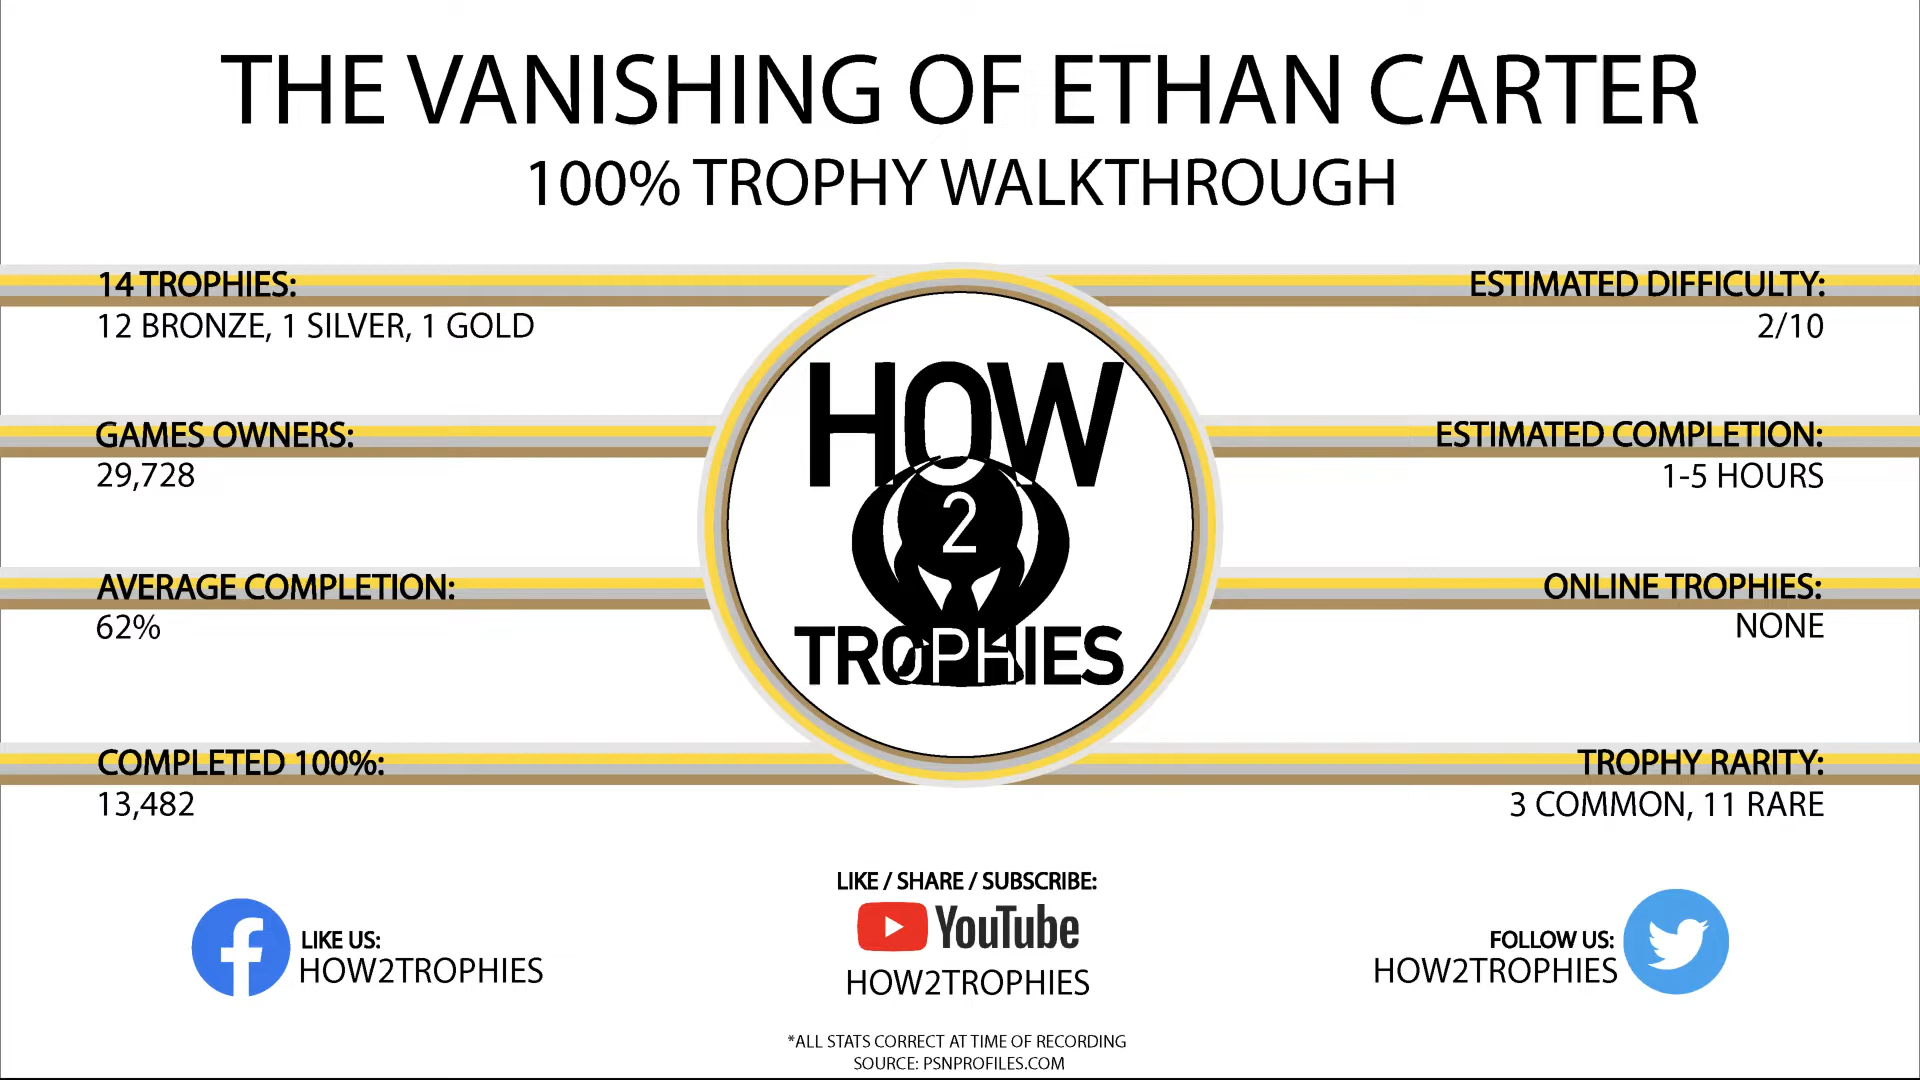 THE VANISHING OF ETHAN CARTER
100% TROPHY WALKTHROUGH
14 TROPHIES:
12 BRONZE, 1 SILVER, 1 GOLD
GAMES OWNERS:
29,728
AVERAGE COMPLETION:
62%
COMPLETED 100%:
13,482
HOW
2
TROPHIES
ESTIMATED DIFFICULTY:
2/10
ESTIMATED COMPLETION:
1-5 HOURS
ONLINE TROPHIES:
NONE
TROPHY RARITY:
3 COMMON, 11 RARE
LIKE US:
HOW2TROPHIES
LIKE / SHARE / SUBSCRIBE:
YouTube
HOW2TROPHIES
FOLLOW US:
HOW2TROPHIES
*ALL STATS CORRECT AT TIME OF RECORDING
SOURCE: PSNPROFILES.COM